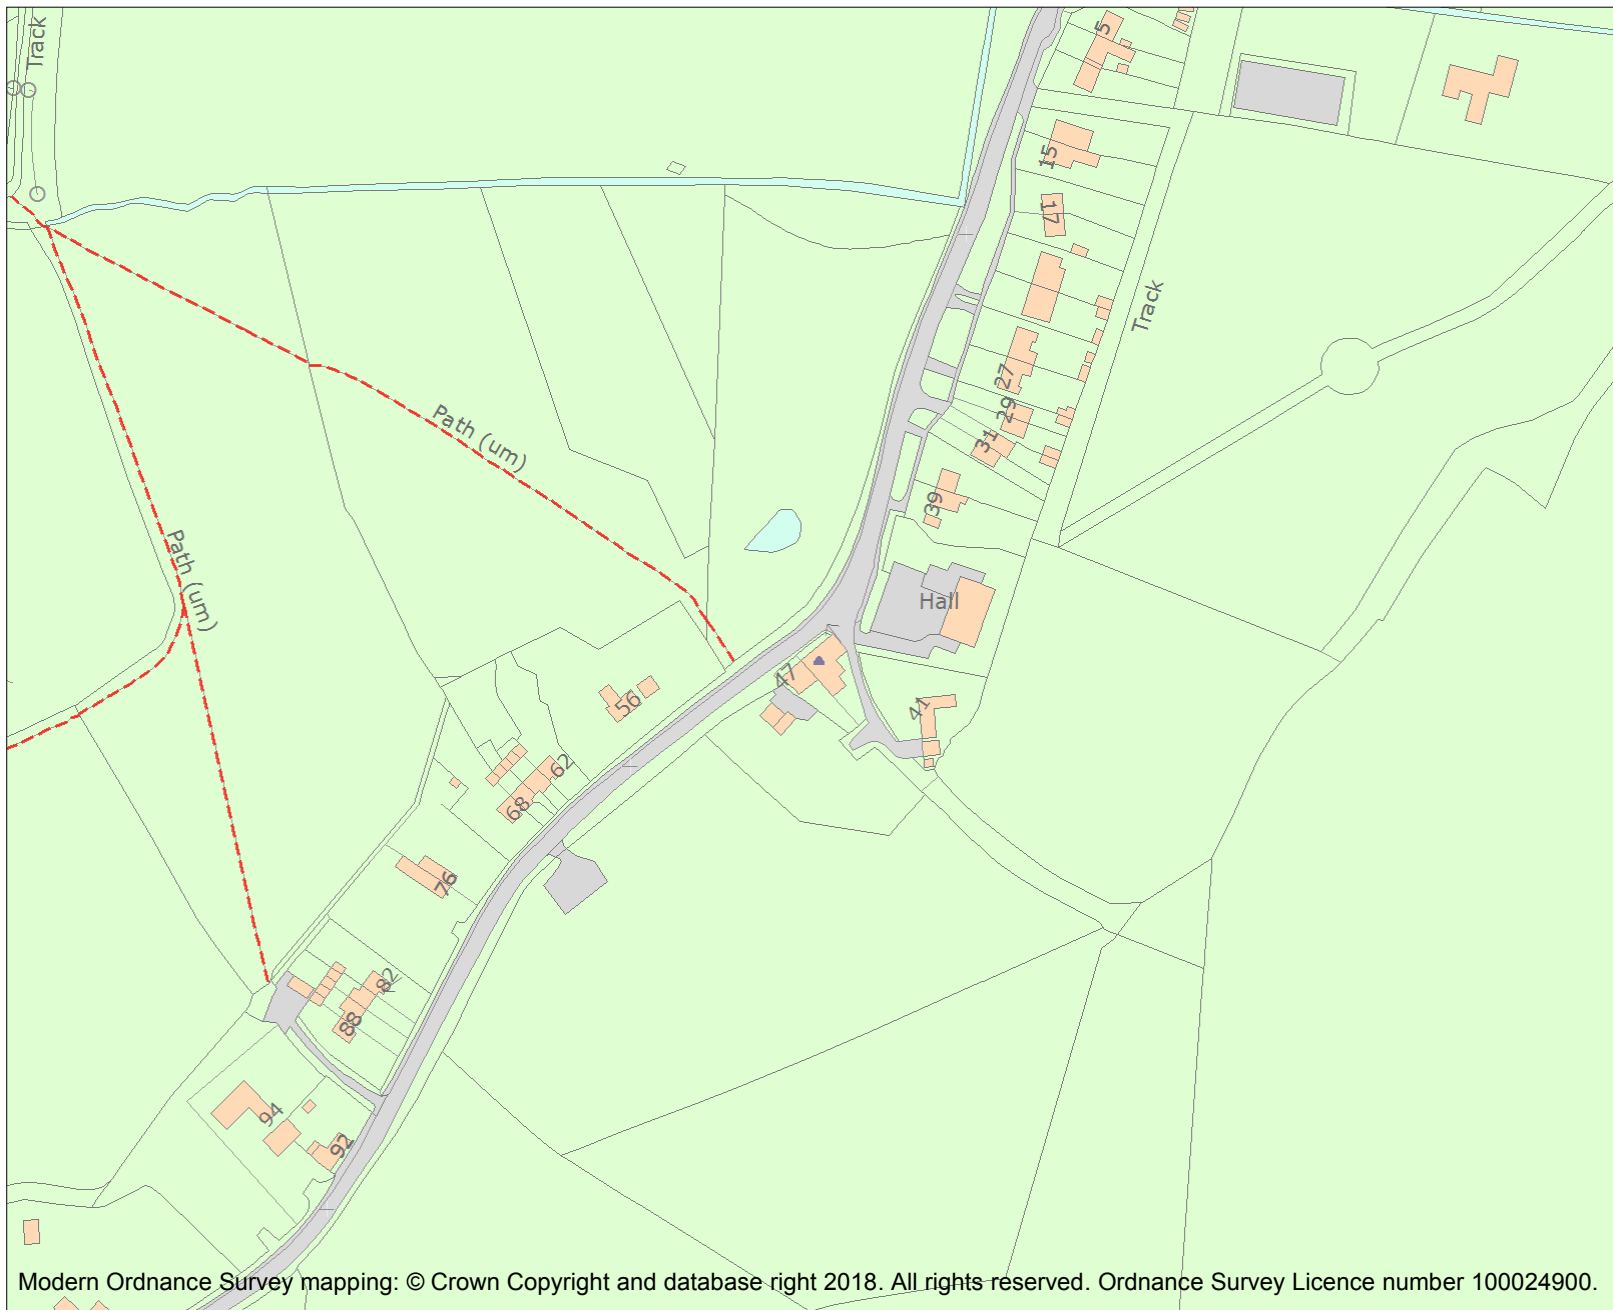 Track
5
15
17
Track
27
29
31
39
Path (um)
Path (um)
Hall
47
41
56
62
68
76
82
88
94
92
Modern Ordnance Survey mapping: © Crown Copyright and database right 2018. All rights reserved. Ordnance Survey Licence number 100024900.